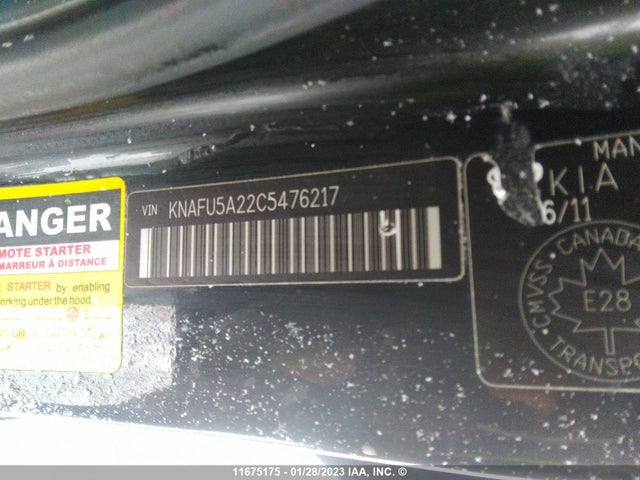 ANGER
MOTE STARTER
MARREUR À DISTANCE
E STARTER by enabling
orking under the hood.
VIN KNAFU5A22C5476217
MAN
KIA
6/11
CANADA
CMVSS
E28
TRANSPO
11675175 - 01/28/2023 IAA, INC. ©